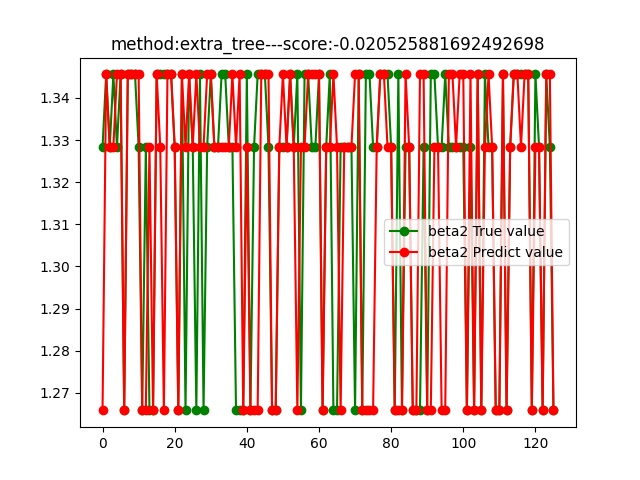 method:extra_tree---score:-0.020525881692492698
1.34
1.33
1.32
1.31
1.30
1.29
1.28
1.27
beta2 True value
beta2 Predict value
0 20 40 60 80 100 120